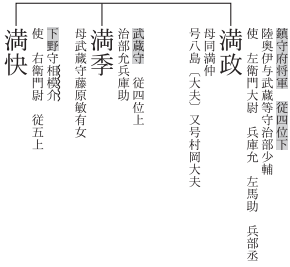 鎮守府将軍　従四位下
陸奥伊与武蔵等守治部少輔
使　左衛門大尉　兵庫允　左馬助　兵部丞
満政
母同満仲
号八島〔大夫〕又号村岡大夫
武蔵守　従四位上
治部允兵庫助
満季
母武蔵守藤原敏有女
下野守相模介
使　右衛門尉　従五上
満快